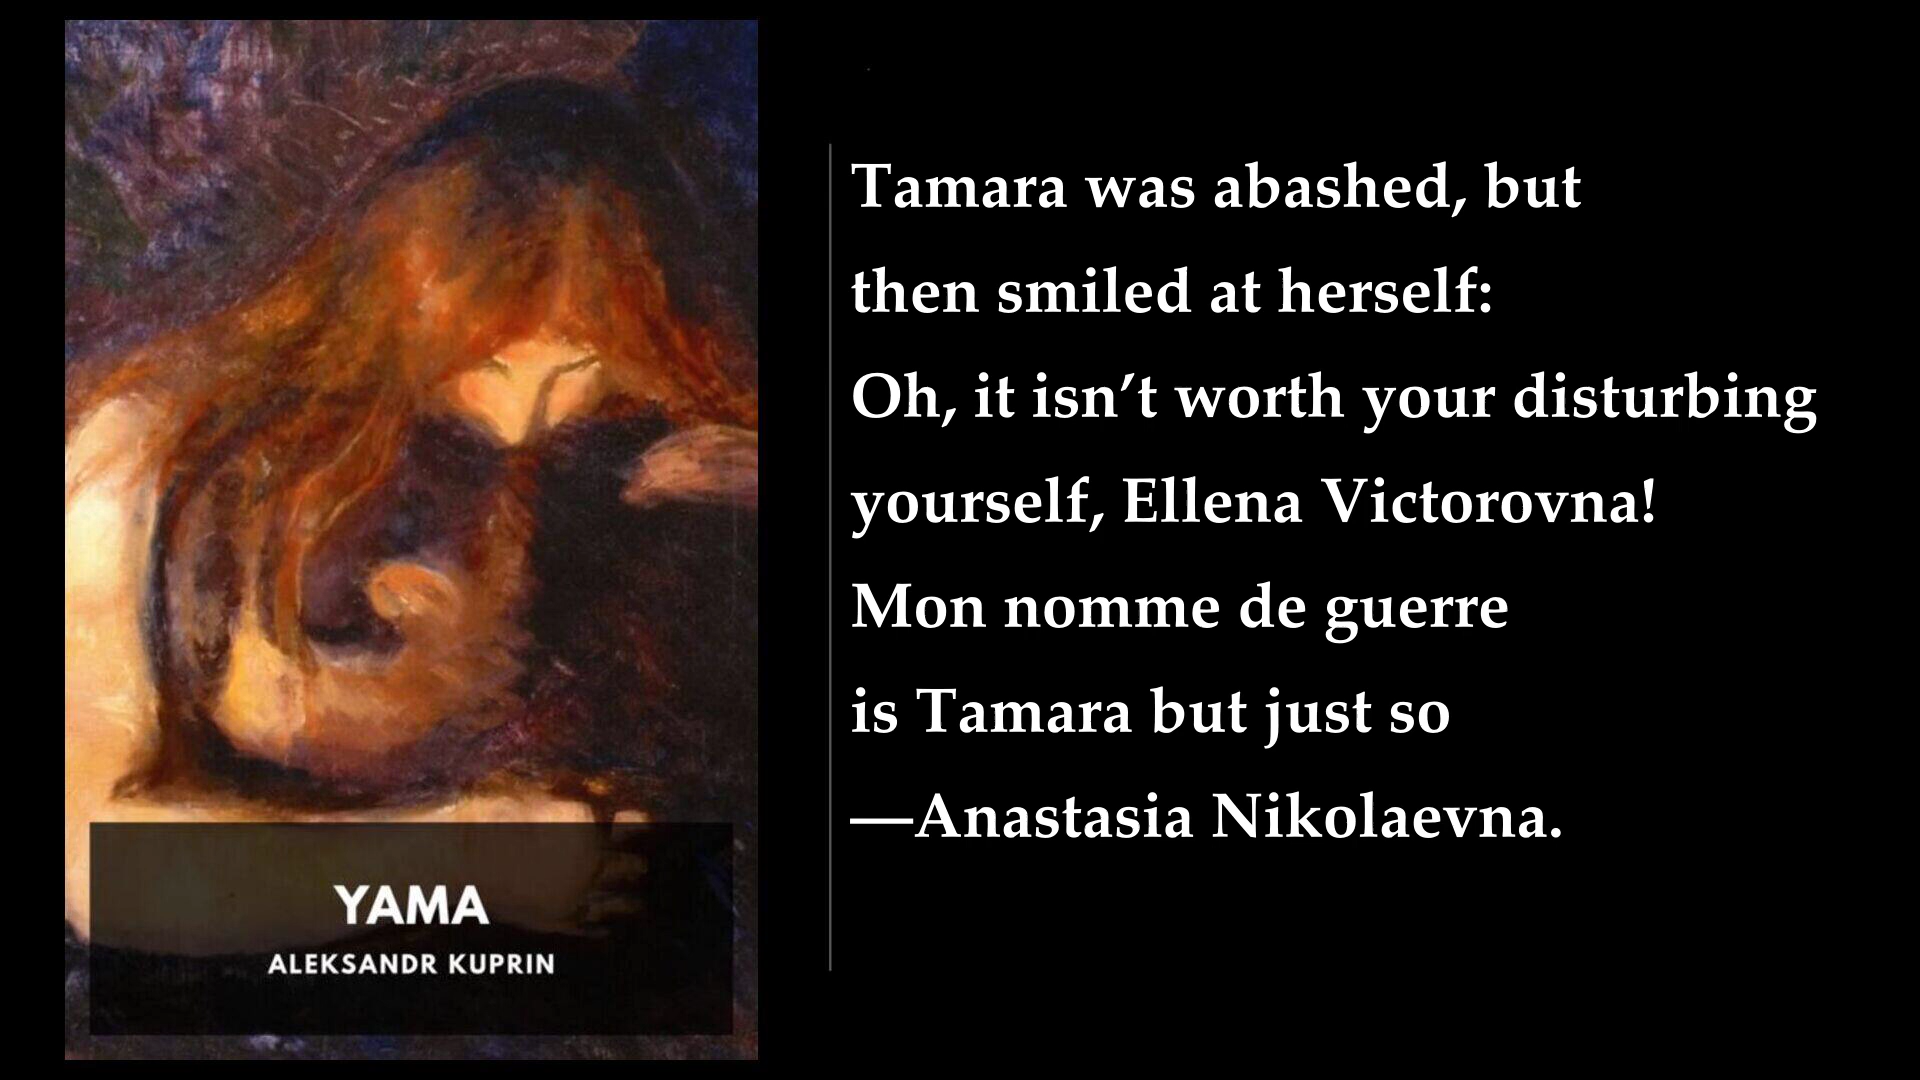 YAMA
ALEKSANDR KUPRIN
Tamara was abashed, but
then smiled at herself:
Oh, it isn’t worth your disturbing
yourself, Ellena Victorovna!
Mon nomme de guerre
is Tamara but just so
—Anastasia Nikolaevna.